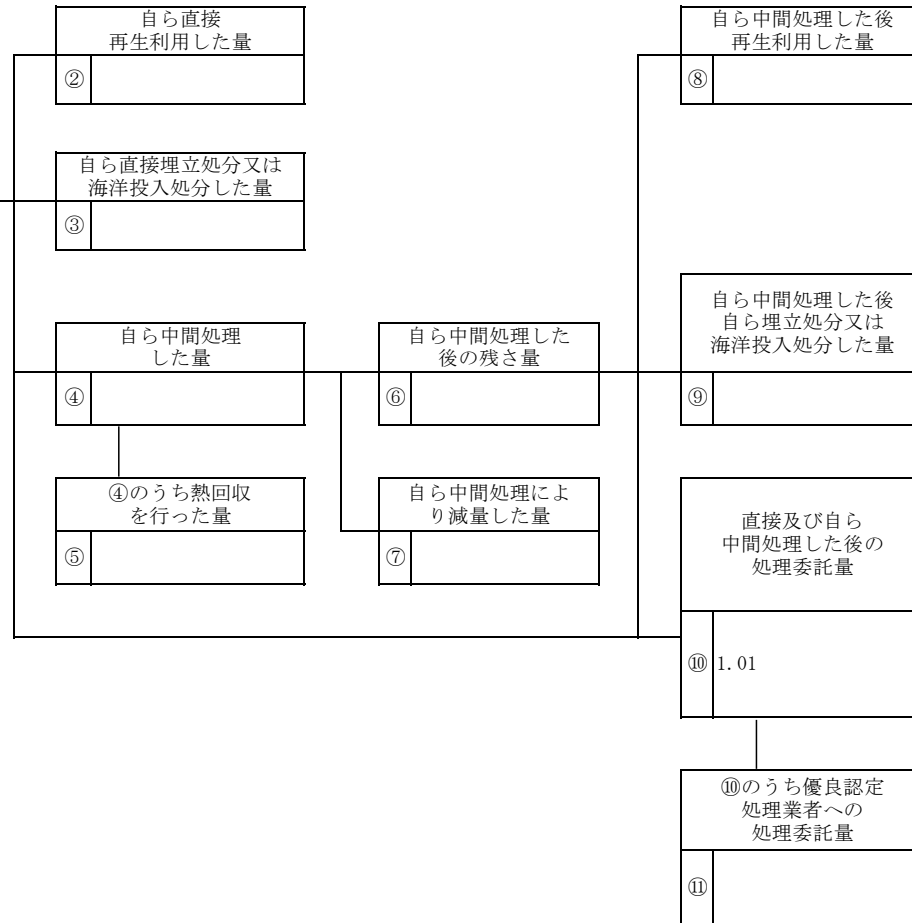 自ら直接
再生利用した量
②
自ら中間処理した後
再生利用した量
⑧
自ら直接埋立処分又は
海洋投入処分した量
③
自ら中間処理した後
自ら埋立処分又は
海洋投入処分した量
⑨
自ら中間処理
した量
④
自ら中間処理した
後の残さ量
⑥
④のうち熱回収
を行った量
⑤
自ら中間処理によ
り減量した量
⑦
直接及び自ら
中間処理した後の
処理委託量
⑩ 1.01
⑩のうち優良認定
処理業者への
処理委託量
⑪